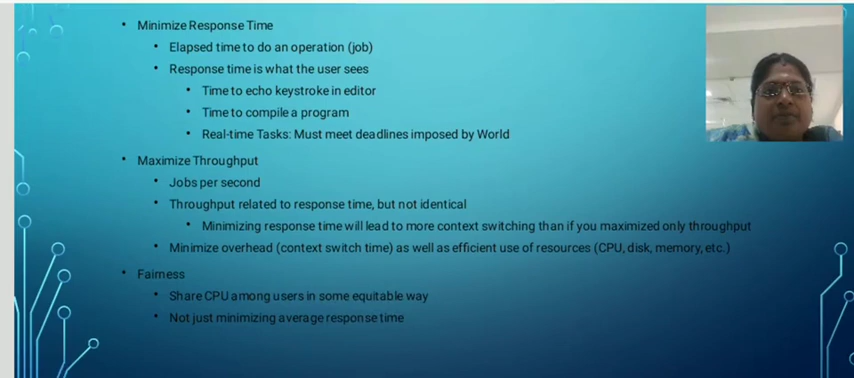 Minimize Response Time
Elapsed time to do an operation (job)
Response time is what the user sees
Time to echo keystroke in editor
Time to compile a program
Real-time Tasks: Must meet deadlines imposed by World
Maximize Throughput
Jobs per second
Throughput related to response time, but not identical
Minimizing response time will lead to more context switching than if you maximized only throughput
Minimize overhead (context switch time) as well as efficient use of resources (CPU, disk, memory, etc.)
Fairness
Share CPU among users in some equitable way
Not just minimizing average response time